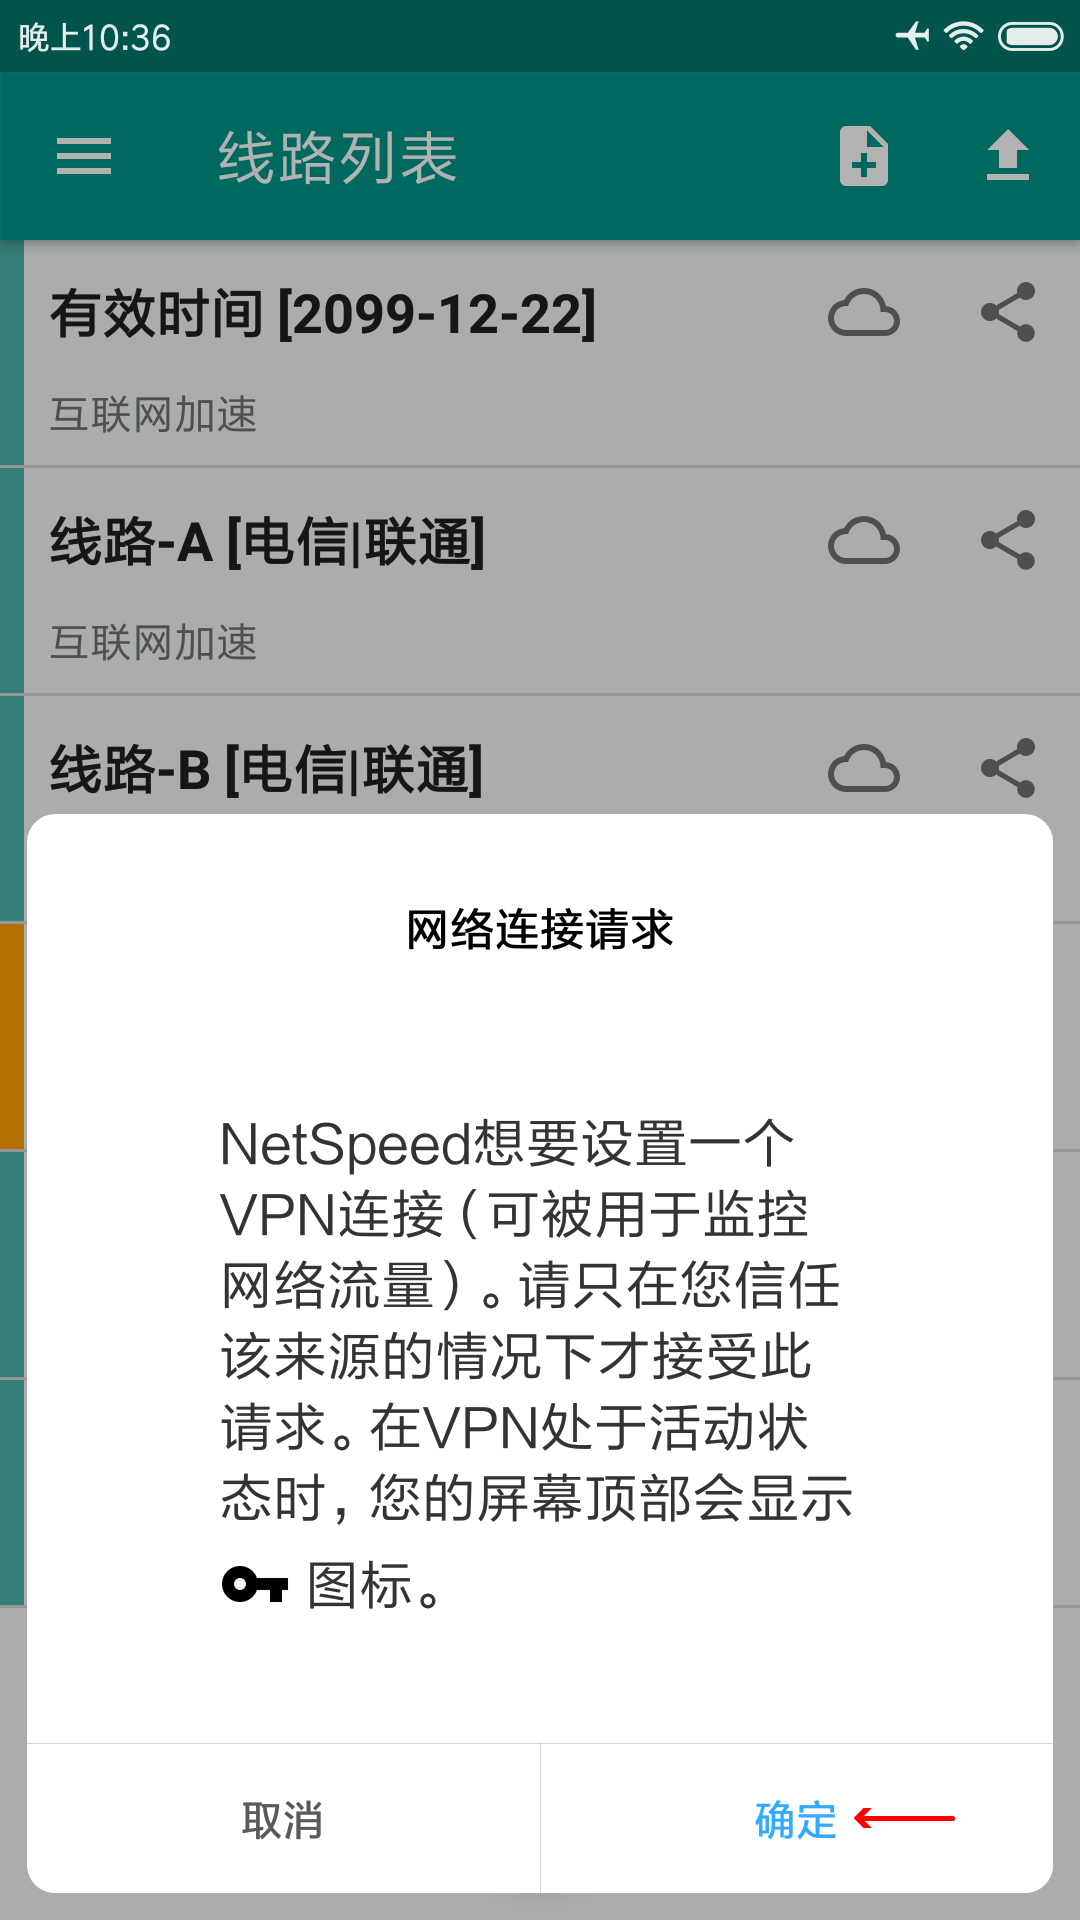 晚上10:36
线路列表
有效时间 [2099-12-22]
互联网加速
线路-A [电信|联通]
互联网加速
线路-B [电信|联通]
网络连接请求
NetSpeed想要设置一个
VPN连接（可被用于监控
网络流量）。请只在您信任
该来源的情况下才接受此
请求。在VPN处于活动状
态时，您的屏幕顶部会显示
图标。
取消
确定